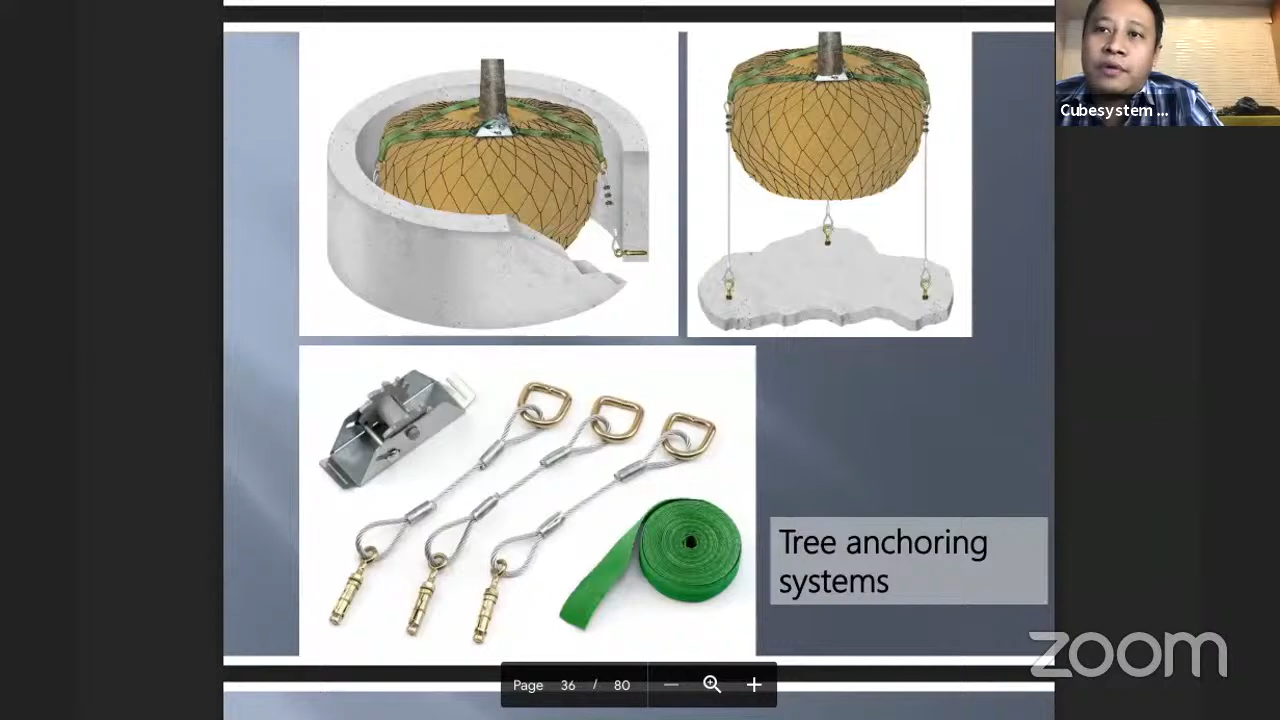 Cubesystem ...
Tree anchoring
systems
zoom
Page 36 / 80